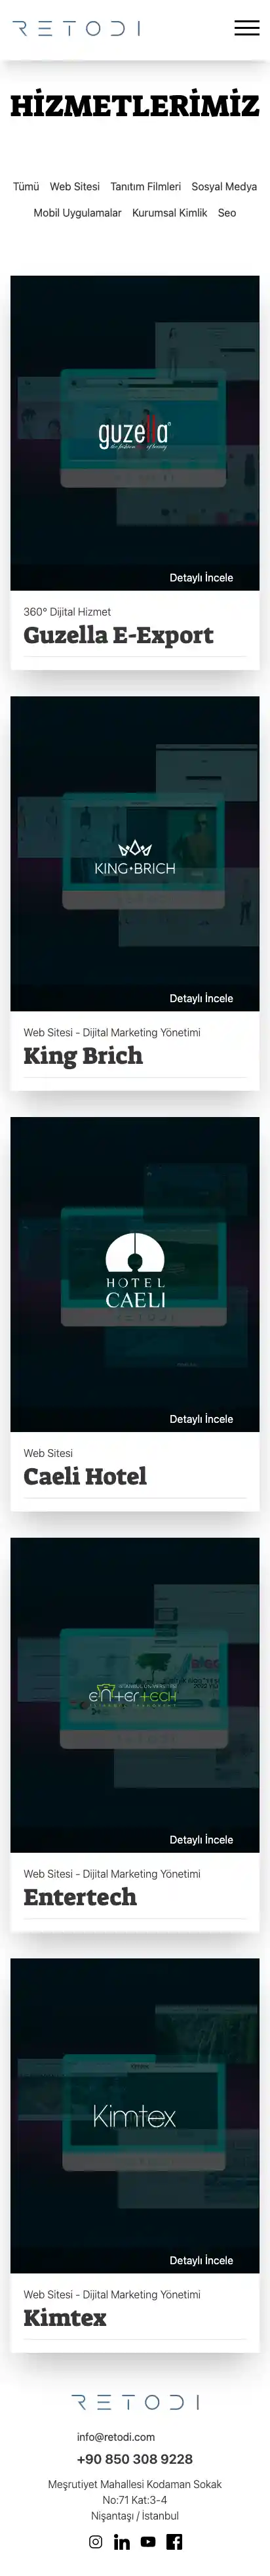 RETODI
HİZMETLERİMİZ
Tümü Web Sitesi Tanıtım Filmleri Sosyal Medya
Mobil Uygulamalar Kurumsal Kimlik Seo
guzella
the fashion of beauty
Detaylı İncele
360° Dijital Hizmet
Guzella E-Export
KING•BRICH
Detaylı İncele
Web Sitesi - Dijital Marketing Yönetimi
King Brich
HOTEL
CAELI
Detaylı İncele
Web Sitesi
Caeli Hotel
entertech
Detaylı İncele
Web Sitesi - Dijital Marketing Yönetimi
Entertech
Kimtex
Detaylı İncele
Web Sitesi - Dijital Marketing Yönetimi
Kimtex
RETODI
info@retodi.com
+90 850 308 9228
Meşrutiyet Mahallesi Kodaman Sokak
No:71 Kat:3-4
Nişantaşı / İstanbul